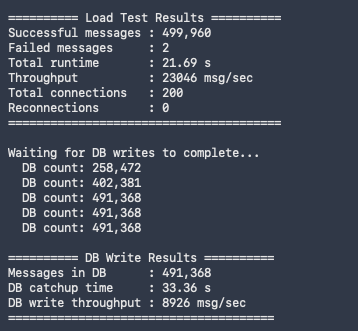 ========== Load Test Results ==========
Successful messages : 499,960
Failed messages     : 2
Total runtime       : 21.69 s
Throughput          : 23046 msg/sec
Total connections   : 200
Reconnections       : 0
=======================================
Waiting for DB writes to complete...
  DB count: 258,472
  DB count: 402,381
  DB count: 491,368
  DB count: 491,368
  DB count: 491,368
========== DB Write Results ==========
Messages in DB      : 491,368
DB catchup time     : 33.36 s
DB write throughput : 8926 msg/sec
======================================